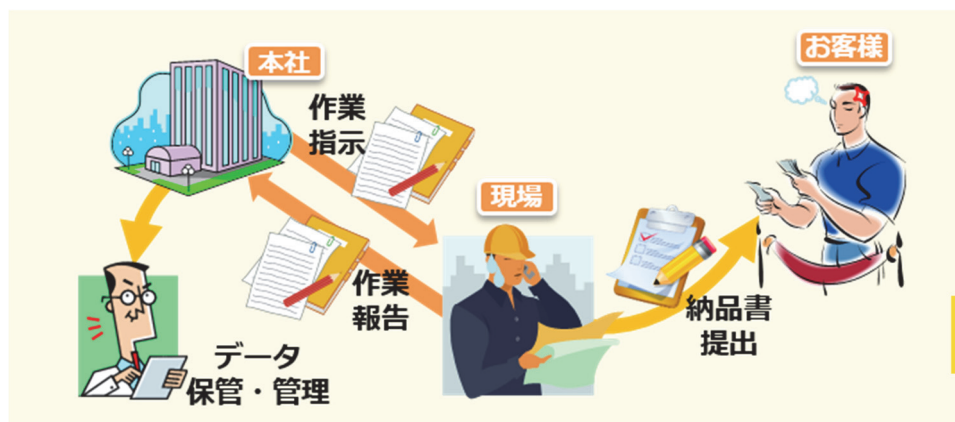 本社
お客様
作業
指示
現場
作業
報告
納品書
提出
データ
保管・管理